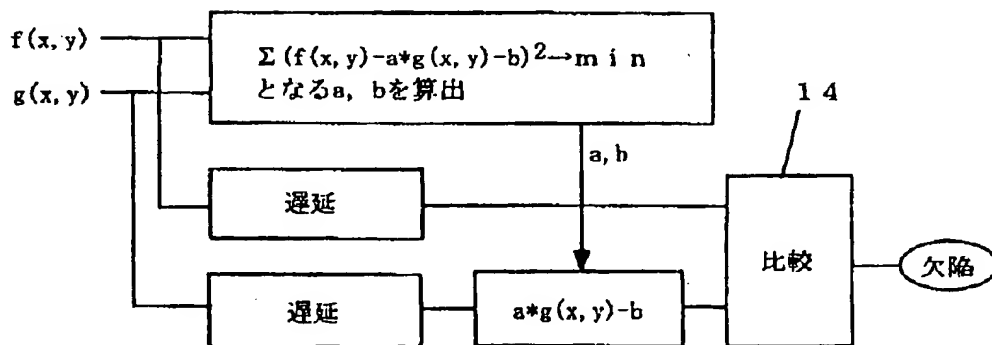 f(x, y)
g(x, y)
Σ(f(x, y)-a*g(x, y)-b)²→min
となるa, bを算出
14
a, b
遅延
遅延
a*g(x, y)-b
比較
欠陥